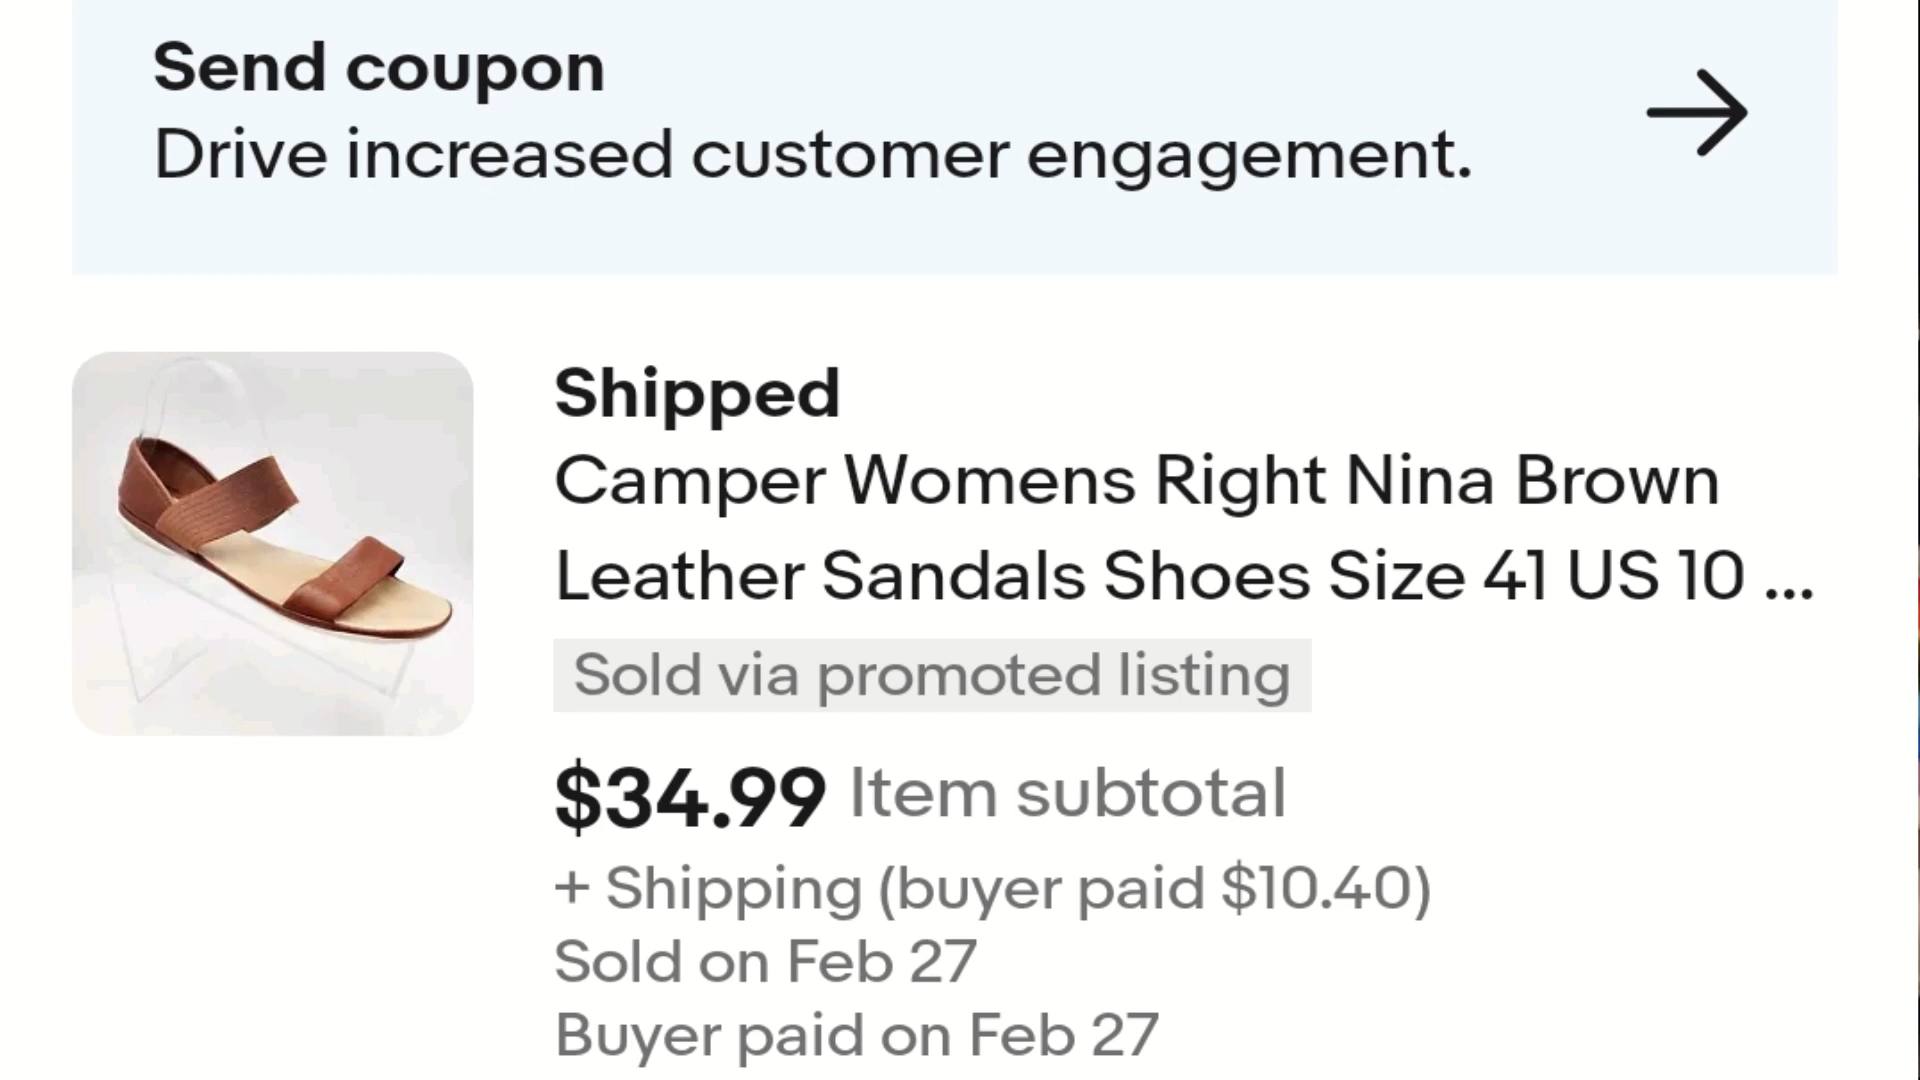 Send coupon
Drive increased customer engagement.
Shipped
Camper Womens Right Nina Brown
Leather Sandals Shoes Size 41 US 10 ...
Sold via promoted listing
$34.99 Item subtotal
+ Shipping (buyer paid $10.40)
Sold on Feb 27
Buyer paid on Feb 27